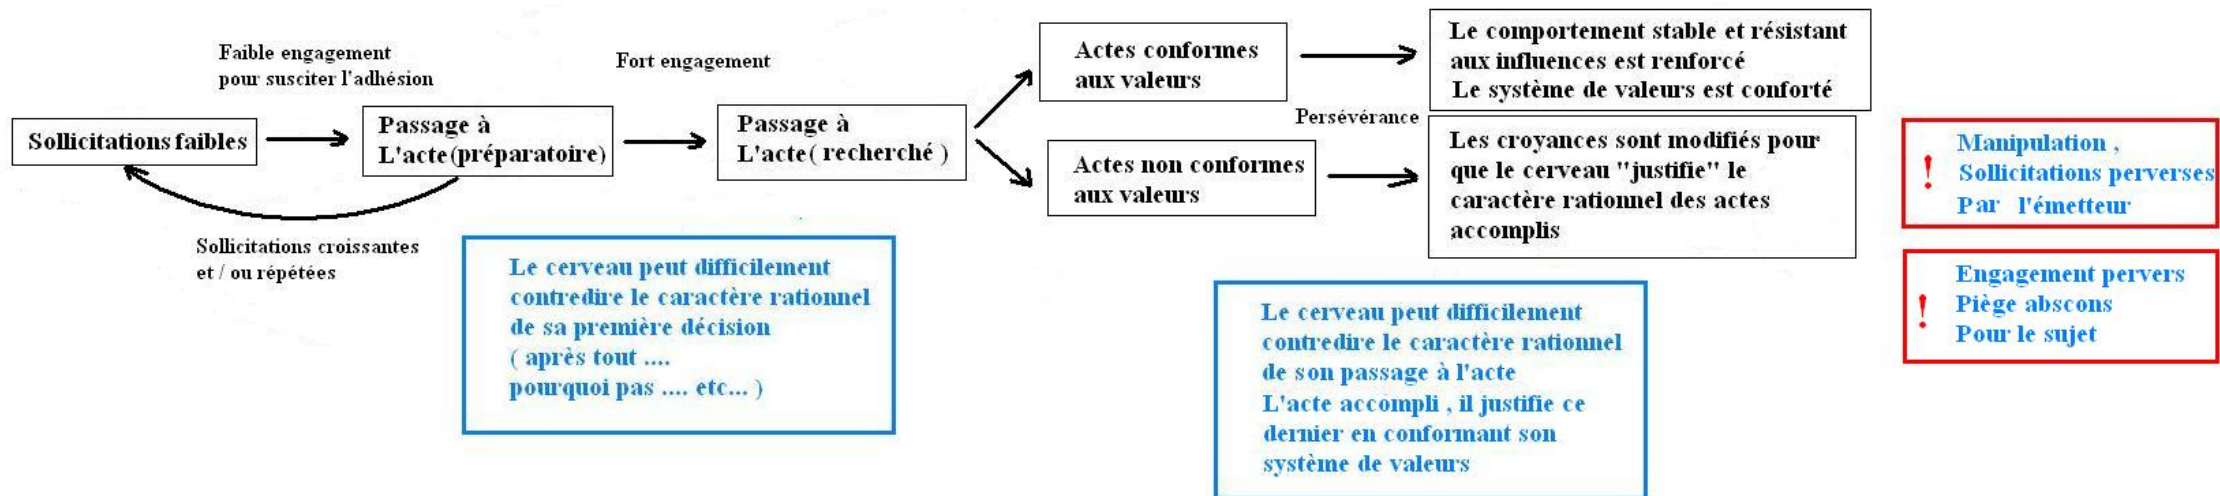 Sollicitations faibles
Faible engagement
pour susciter l'adhésion
Passage à
L'acte(préparatoire)
Sollicitations croissantes
et / ou répétées
Fort engagement
Passage à
L'acte( recherché )
Actes conformes
aux valeurs
Actes non conformes
aux valeurs
Persévérance
Le comportement stable et résistant
aux influences est renforcé
Le système de valeurs est conforté
Les croyances sont modifiés pour
que le cerveau "justifie" le
caractère rationnel des actes
accomplis
Le cerveau peut difficilement
contredire le caractère rationnel
de sa première décision
( après tout ....
pourquoi pas .... etc... )
Le cerveau peut difficilement
contredire le caractère rationnel
de son passage à l'acte
L'acte accompli , il justifie ce
dernier en conformant son
système de valeurs
!
Manipulation ,
Sollicitations perverses
Par l'émetteur
!
Engagement pervers
Piège abscons
Pour le sujet